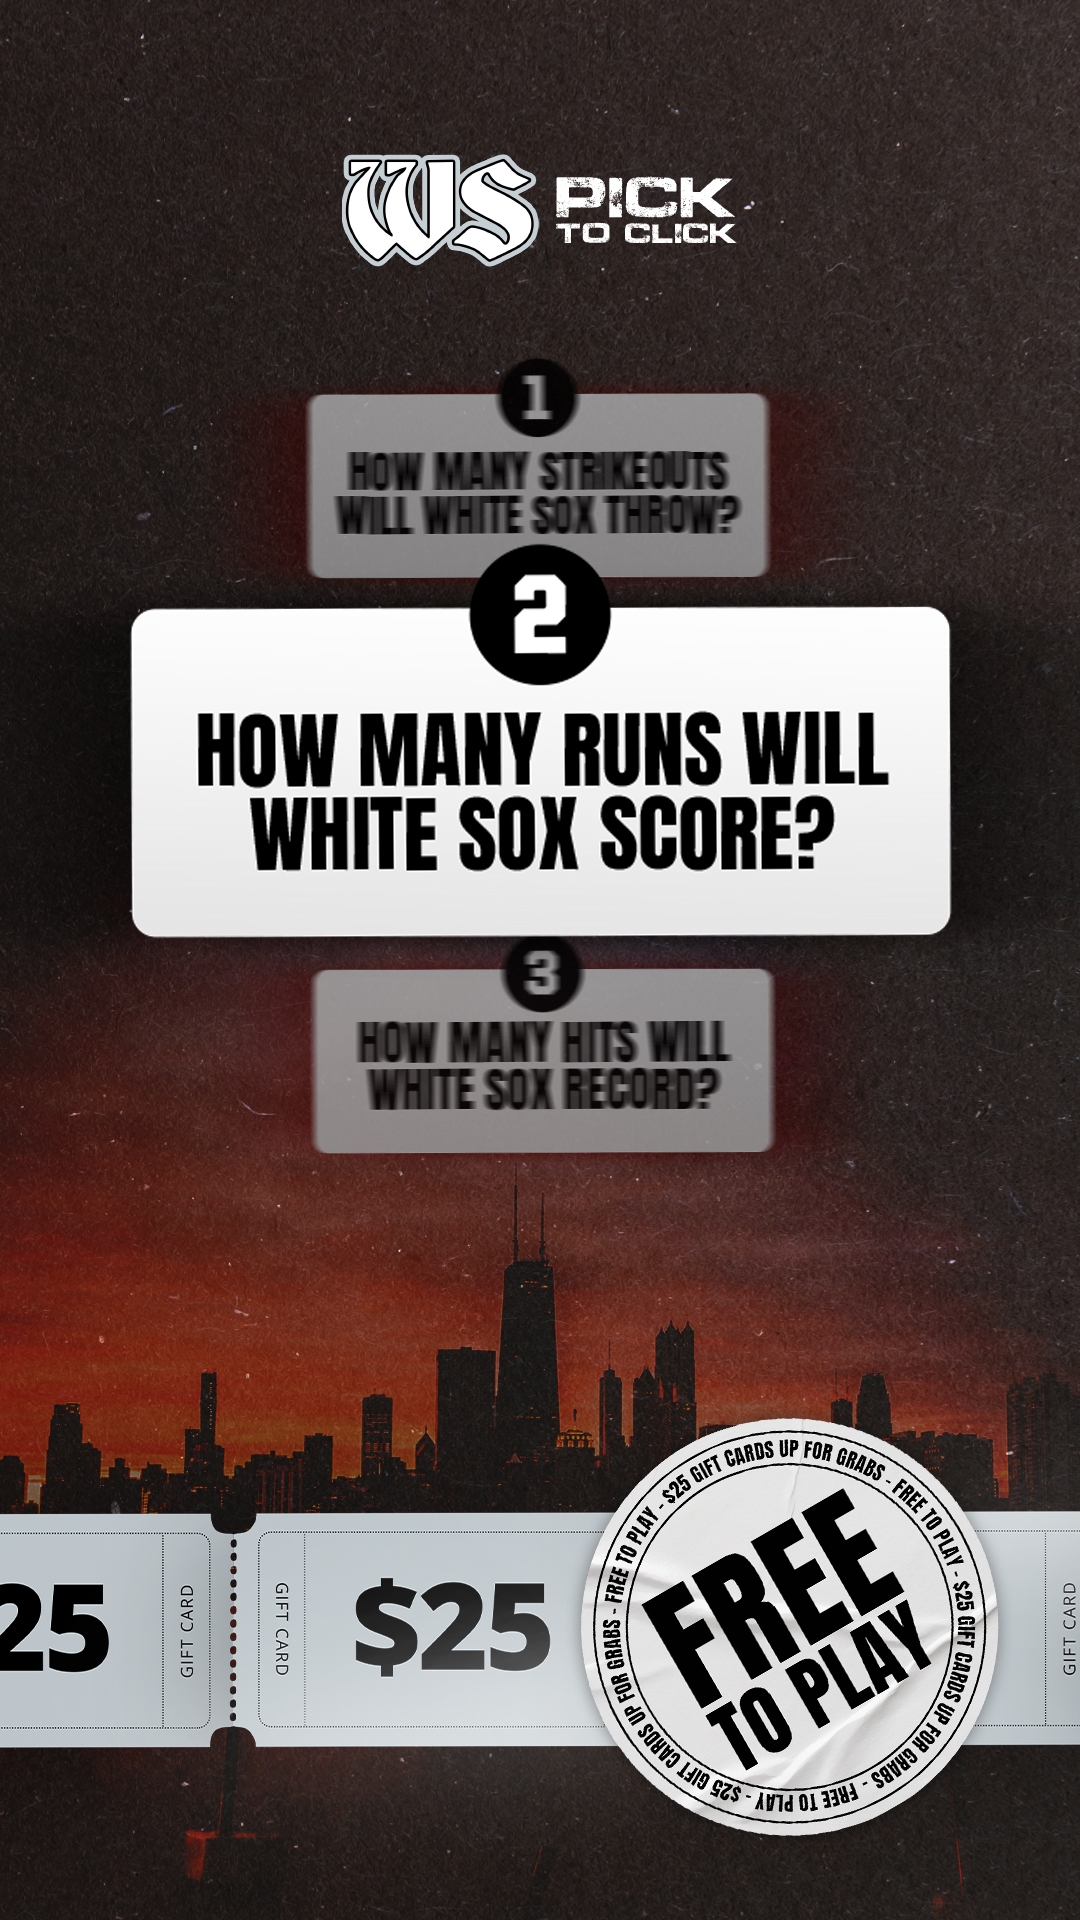 WS PICK
TO CLICK
1
HOW MANY STRIKEOUTS
WILL WHITE SOX THROW?
2
HOW MANY RUNS WILL
WHITE SOX SCORE?
3
HOW MANY HITS WILL
WHITE SOX RECORD?
25
GIFT CARD
GIFT CARD
$25
GIFT CARD
FREE
TO PLAY
$25 GIFT CARDS UP FOR GRABS - FREE TO PLAY - $25 GIFT CARDS UP FOR GRABS - FREE TO PLAY - $25 GIFT CARDS UP FOR GRABS - FREE TO PLAY -